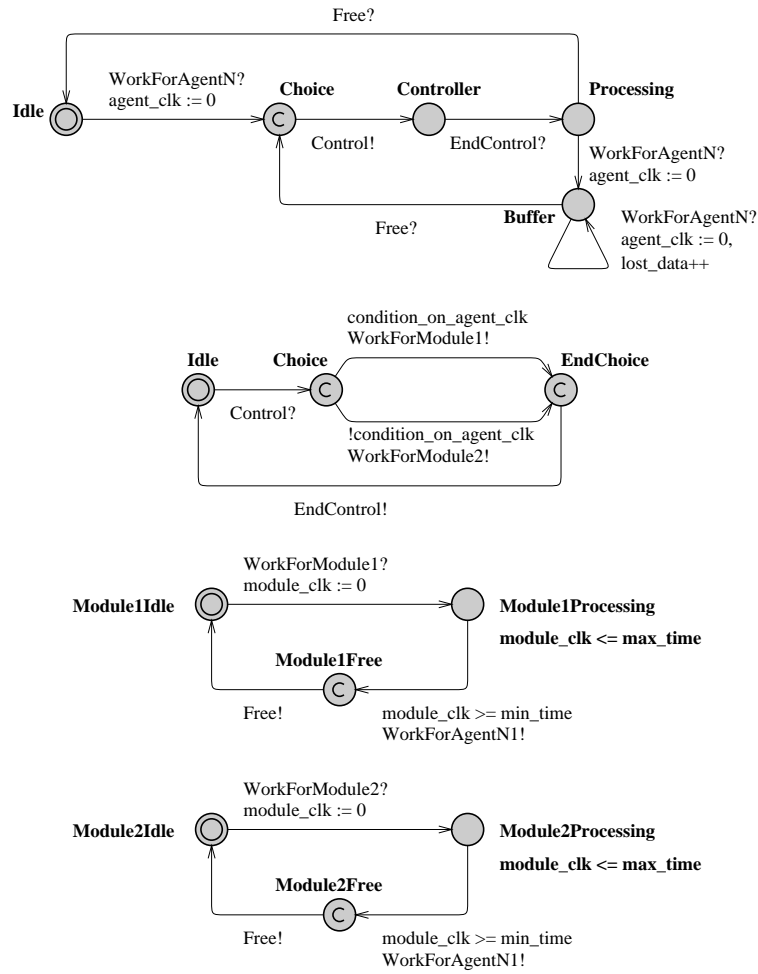 Free?
WorkForAgentN?
agent_clk := 0
Choice
Controller
Processing
Idle
C
Control!
EndControl?
WorkForAgentN?
agent_clk := 0
Buffer
Free?
WorkForAgentN?
agent_clk := 0,
lost_data++
condition_on_agent_clk
WorkForModule1!
Idle
Choice
EndChoice
C
C
Control?
!condition_on_agent_clk
WorkForModule2!
EndControl!
WorkForModule1?
module_clk := 0
Module1Idle
Module1Processing
module_clk <= max_time
Module1Free
C
Free!
module_clk >= min_time
WorkForAgentN1!
WorkForModule2?
module_clk := 0
Module2Idle
Module2Processing
module_clk <= max_time
Module2Free
C
Free!
module_clk >= min_time
WorkForAgentN1!